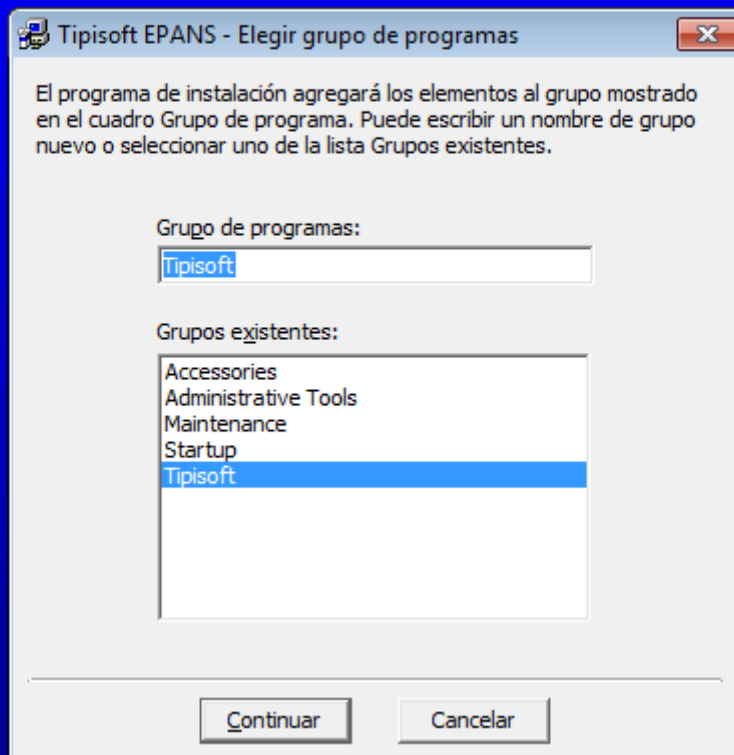 Tipisoft EPANS - Elegir grupo de programas
El programa de instalación agregará los elementos al grupo mostrado
en el cuadro Grupo de programa. Puede escribir un nombre de grupo
nuevo o seleccionar uno de la lista Grupos existentes.
Grupo de programas:
Tipisoft
Grupos existentes:
Accessories
Administrative Tools
Maintenance
Startup
Tipisoft
Continuar
Cancelar